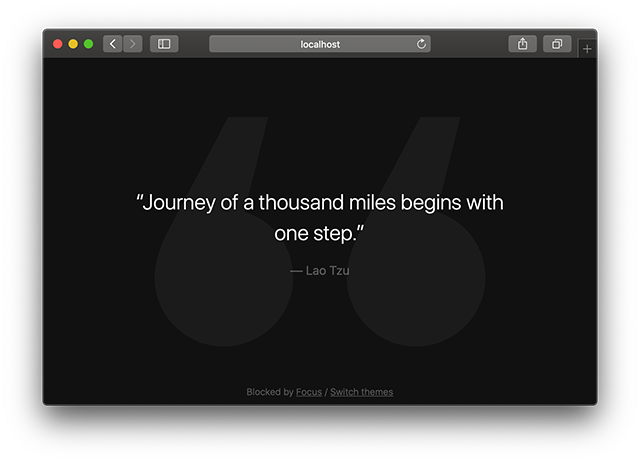 localhost
“Journey of a thousand miles begins with
one step.”
— Lao Tzu
Blocked by Focus / Switch themes